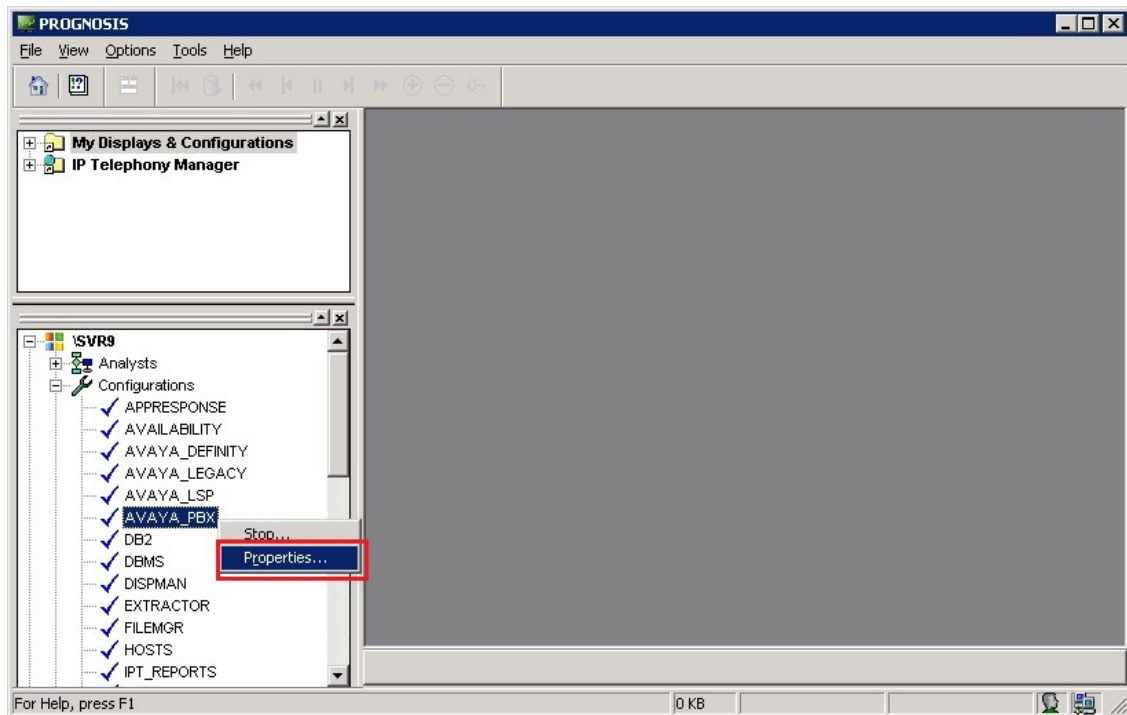 PROGNOSIS
File View Options Tools Help
My Displays & Configurations
IP Telephony Manager
\SVR9
Analysts
Configurations
APPRESPONSE
AVAILABILITY
AVAYA_DEFINITY
AVAYA_LEGACY
AVAYA_LSP
AVAYA_PBX
Stop...
DB2
Properties...
DBMS
DISPMAN
EXTRACTOR
FILEMGR
HOSTS
IPT_REPORTS
For Help, press F1 0 KB